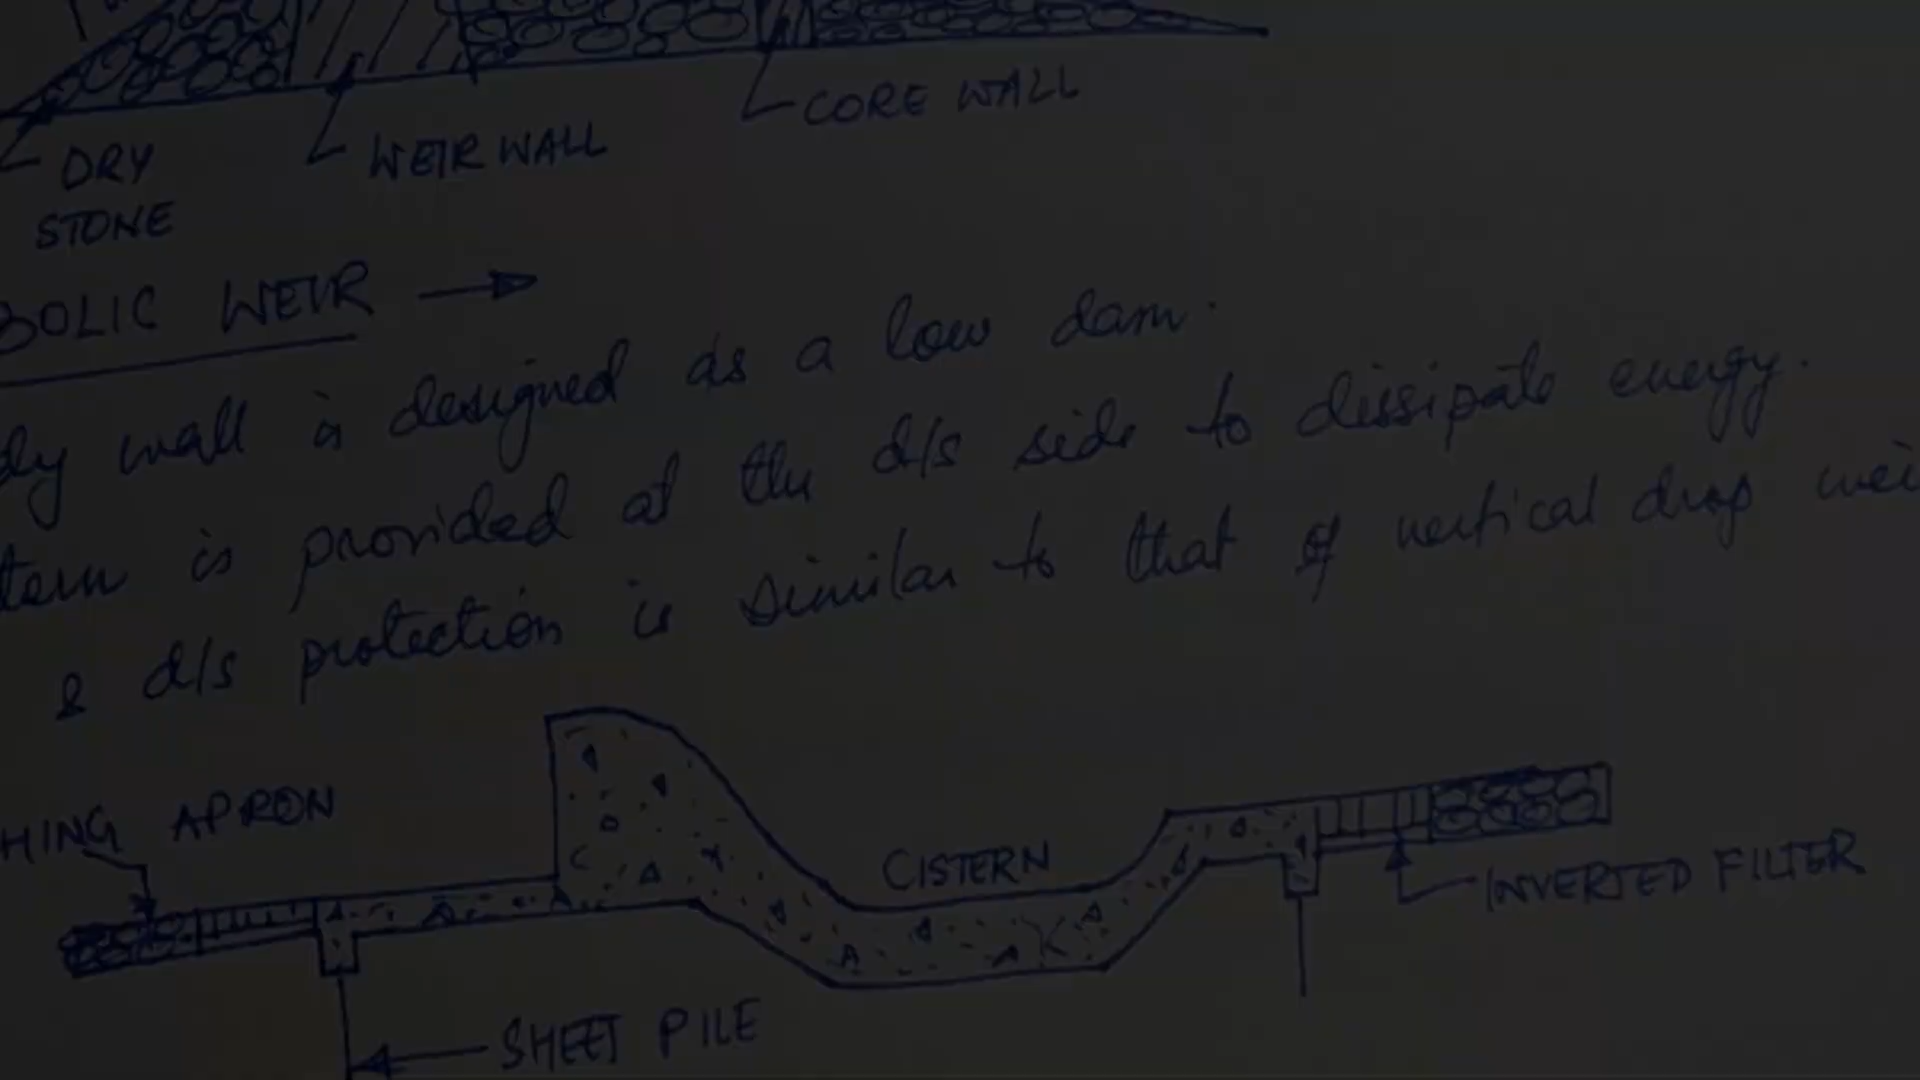 CORE WALL
WEIR WALL
DRY
STONE
BOLIC WEIR →
dy wall is designed as a low dam.
tern is provided at the d/s side to dissipate energy.
& d/s protection is similar to that of vertical drop wei
HING APRON
CISTERN
INVERTED FILTER
SHEET PILE